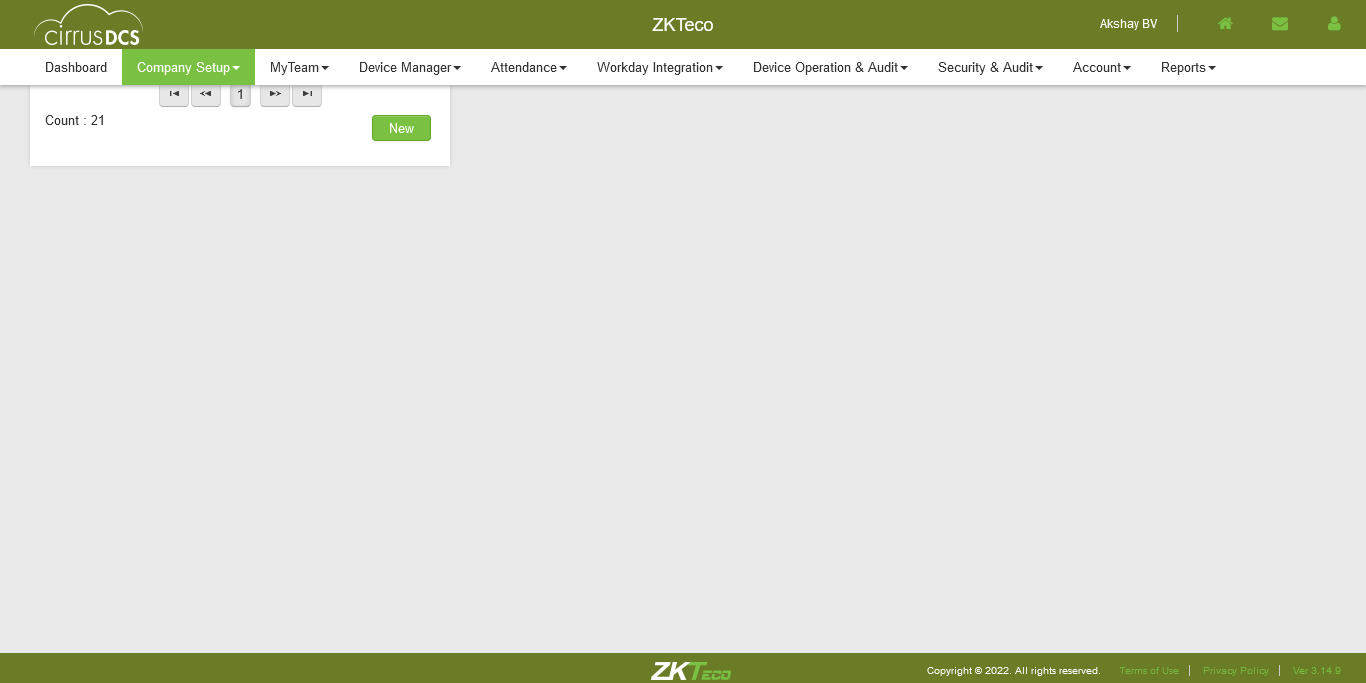 cirrusDCS
ZKTeco
Akshay BV
Dashboard Company Setup MyTeam Device Manager Attendance Workday Integration Device Operation & Audit Security & Audit Account Reports
1
Count : 21
New
ZKTECO
Copyright © 2022. All rights reserved. Terms of Use Privacy Policy Ver 3.14.9